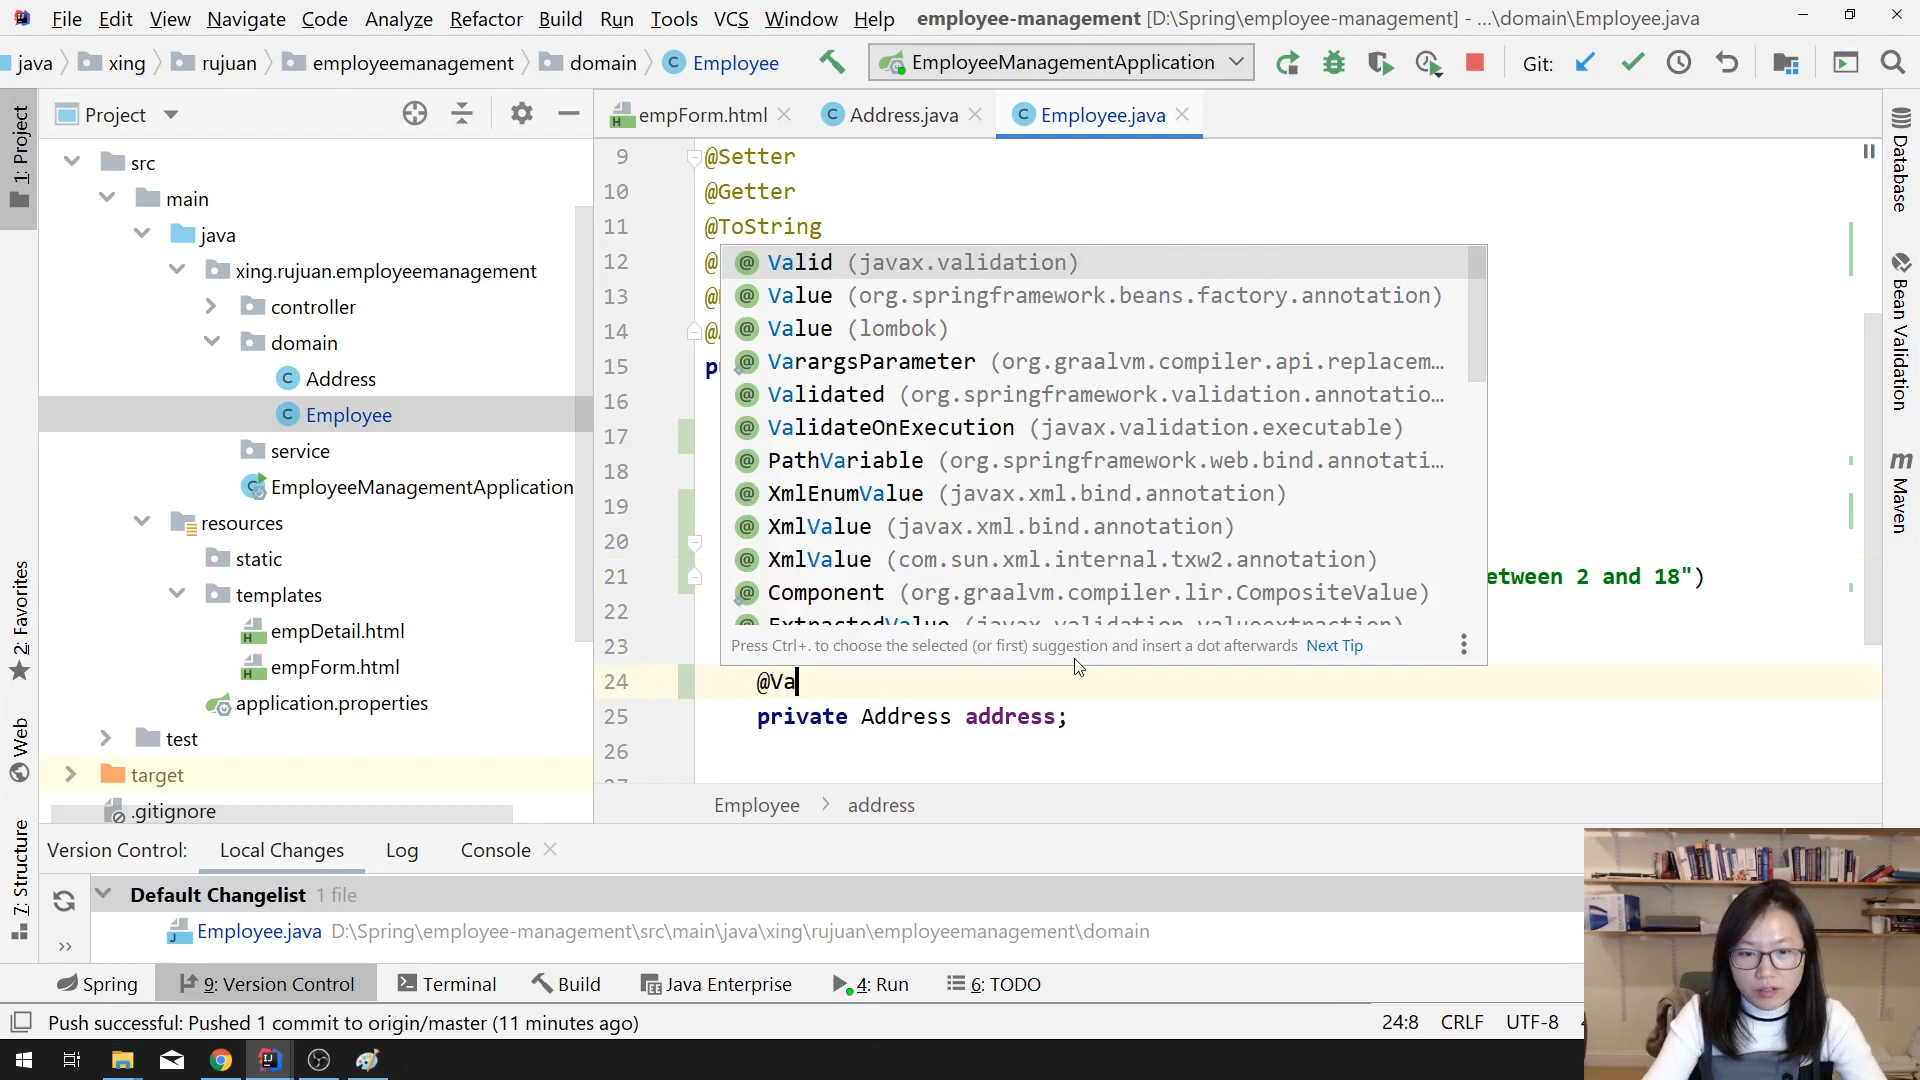 File Edit View Navigate Code Analyze Refactor Build Run Tools VCS Window Help employee-management [D:\Spring\employee-management] - ...\domain\Employee.java
java xing rujuan employeemanagement domain Employee EmployeeManagementApplication Git:
Project
empForm.html Address.java Employee.java
1: Project
2: Favorites
Web
7: Structure
src
main
java
xing.rujuan.employeemanagement
controller
domain
Address
Employee
service
EmployeeManagementApplication
resources
static
templates
empDetail.html
empForm.html
application.properties
test
target
.gitignore
9 @Setter
10 @Getter
11 @ToString
12 @
13 @
14 @
15 p
16
17
18
19
20
21 etween 2 and 18")
22
23
24 @Va
25 private Address address;
26
Valid (javax.validation)
Value (org.springframework.beans.factory.annotation)
Value (lombok)
VarargsParameter (org.graalvm.compiler.api.replacem...
Validated (org.springframework.validation.annotatio...
ValidateOnExecution (javax.validation.executable)
PathVariable (org.springframework.web.bind.annotati...
XmlEnumValue (javax.xml.bind.annotation)
XmlValue (javax.xml.bind.annotation)
XmlValue (com.sun.xml.internal.txw2.annotation)
Component (org.graalvm.compiler.lir.CompositeValue)
ExtractedValue (javax.validation.valueextraction)
Press Ctrl+. to choose the selected (or first) suggestion and insert a dot afterwards Next Tip
Employee > address
Database
Bean Validation
Maven
Version Control: Local Changes Log Console
Default Changelist 1 file
Employee.java D:\Spring\employee-management\src\main\java\xing\rujuan\employeemanagement\domain
Spring 9: Version Control Terminal Build Java Enterprise 4: Run 6: TODO
Push successful: Pushed 1 commit to origin/master (11 minutes ago) 24:8 CRLF UTF-8